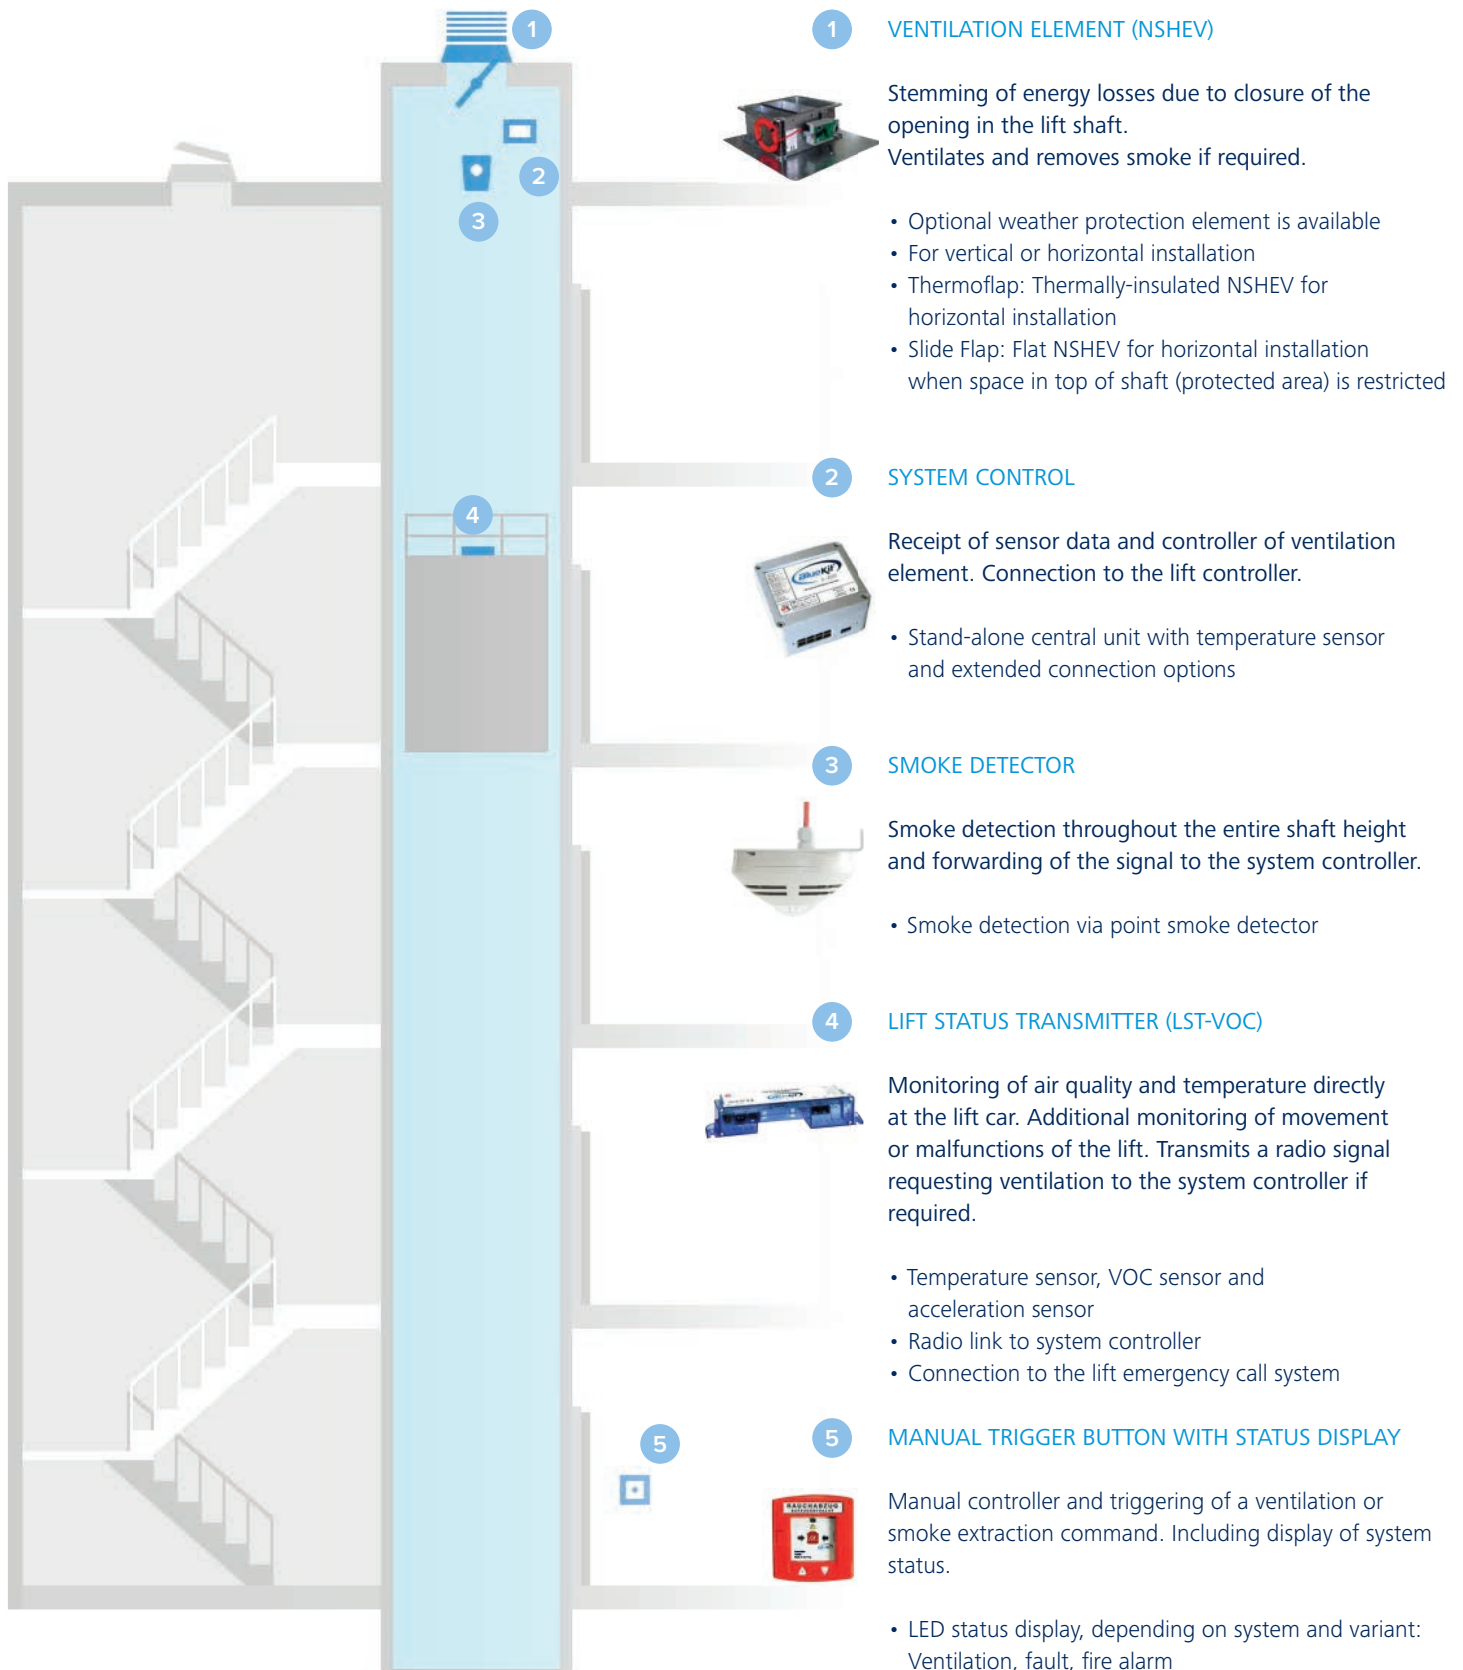 1
2
3
4
5
1 VENTILATION ELEMENT (NSHEV)
Stemming of energy losses due to closure of the
opening in the lift shaft.
Ventilates and removes smoke if required.
• Optional weather protection element is available
• For vertical or horizontal installation
• Thermoflap: Thermally-insulated NSHEV for
horizontal installation
• Slide Flap: Flat NSHEV for horizontal installation
when space in top of shaft (protected area) is restricted
2 SYSTEM CONTROL
BlueKit
Receipt of sensor data and controller of ventilation
element. Connection to the lift controller.
• Stand-alone central unit with temperature sensor
and extended connection options
3 SMOKE DETECTOR
Smoke detection throughout the entire shaft height
and forwarding of the signal to the system controller.
• Smoke detection via point smoke detector
4 LIFT STATUS TRANSMITTER (LST-VOC)
BlueKit
Monitoring of air quality and temperature directly
at the lift car. Additional monitoring of movement
or malfunctions of the lift. Transmits a radio signal
requesting ventilation to the system controller if
required.
• Temperature sensor, VOC sensor and
acceleration sensor
• Radio link to system controller
• Connection to the lift emergency call system
5 MANUAL TRIGGER BUTTON WITH STATUS DISPLAY
RAUCHABZUG
Manual controller and triggering of a ventilation or
smoke extraction command. Including display of system
status.
• LED status display, depending on system and variant:
Ventilation, fault, fire alarm